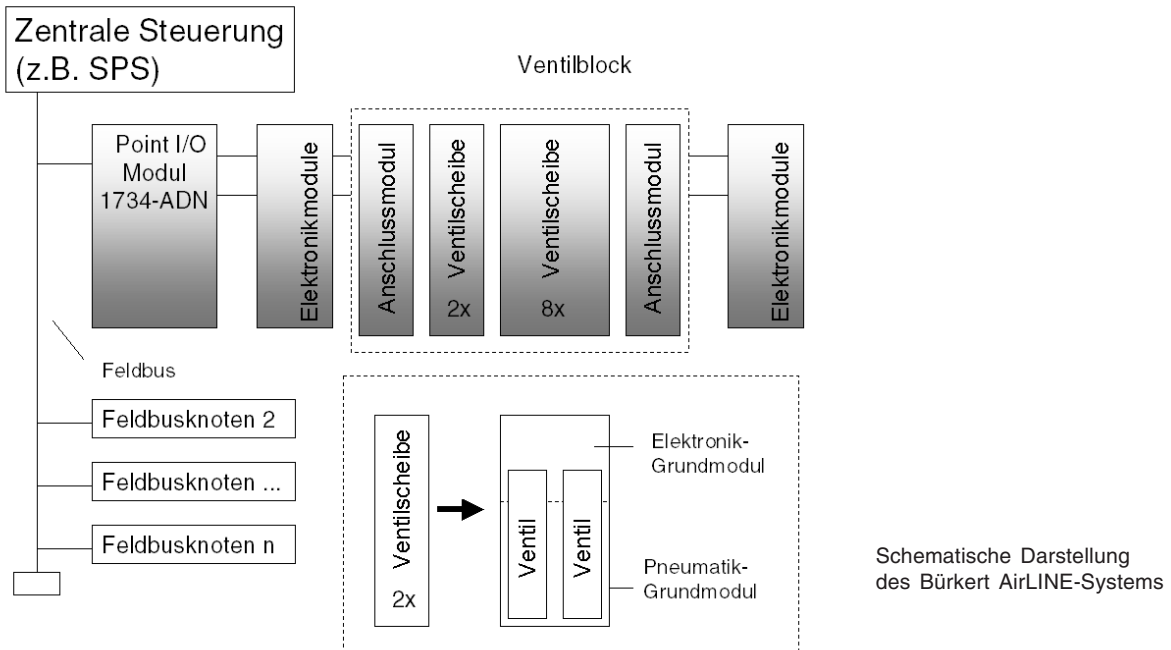 Zentrale Steuerung
(z.B. SPS)
Ventilblock
Point I/O
Modul
1734-ADN
Elektronikmodule
Anschlussmodul
Ventilscheibe
2x
Ventilscheibe
8x
Anschlussmodul
Elektronikmodule
Feldbus
Feldbusknoten 2
Feldbusknoten ...
Feldbusknoten n
Ventilscheibe
2x
Ventil
Ventil
Elektronik-
Grundmodul
Pneumatik-
Grundmodul
Schematische Darstellung
des Bürkert AirLINE-Systems